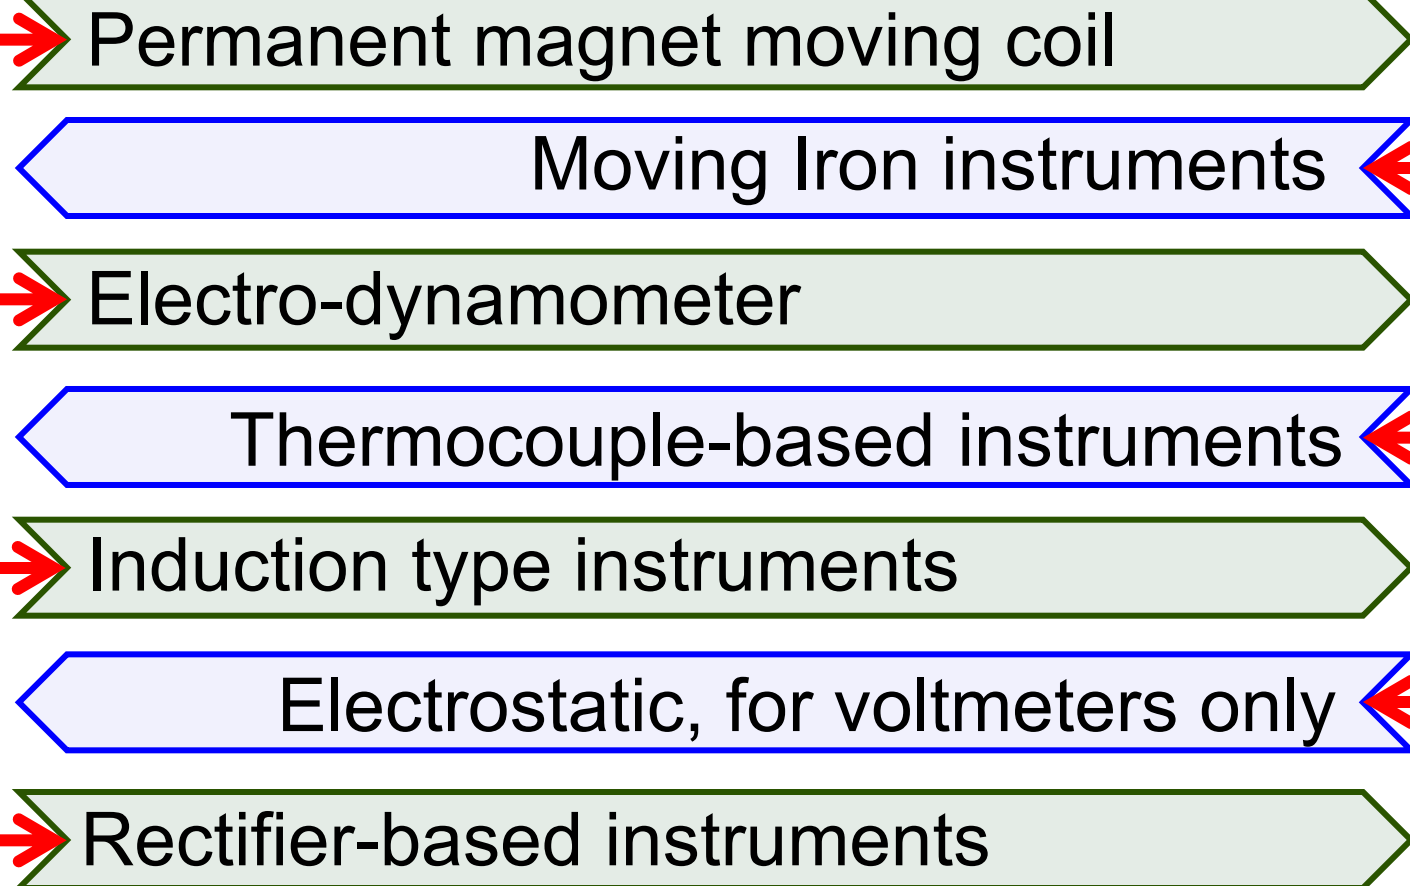 Permanent magnet moving coil
Moving Iron instruments
Electro-dynamometer
Thermocouple-based instruments
Induction type instruments
Electrostatic, for voltmeters only
Rectifier-based instruments